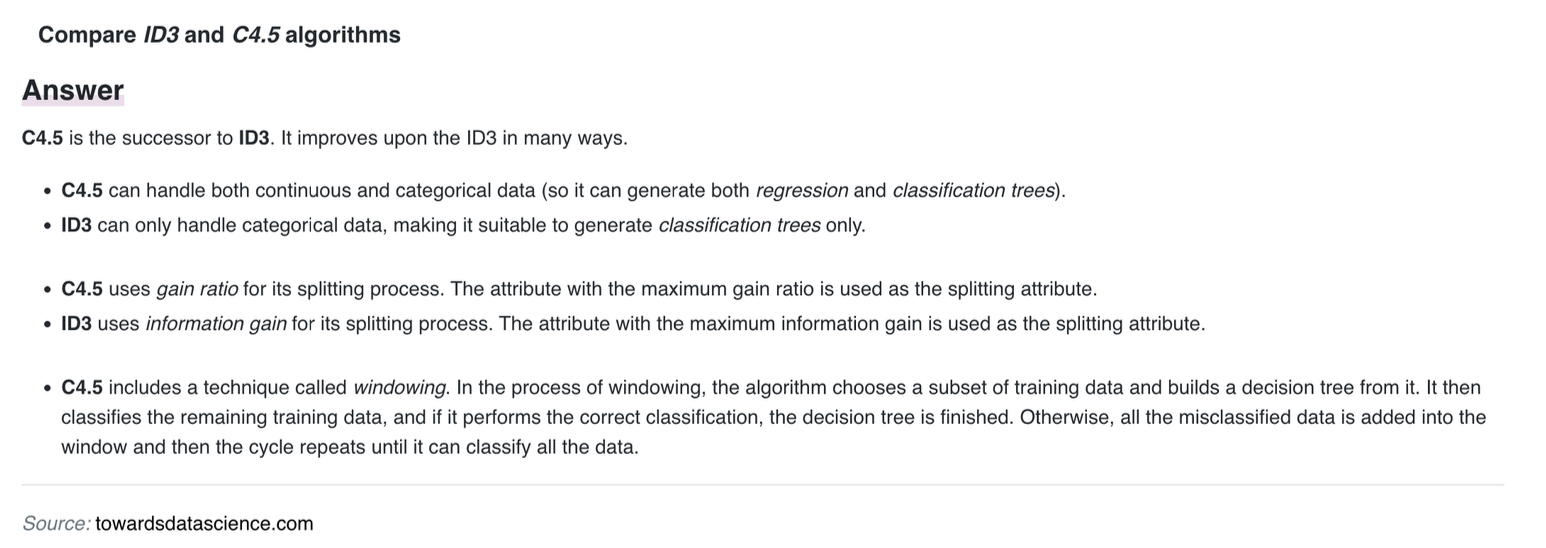 Compare ID3 and C4.5 algorithms
Answer
C4.5 is the successor to ID3. It improves upon the ID3 in many ways.
• C4.5 can handle both continuous and categorical data (so it can generate both regression and classification trees).
• ID3 can only handle categorical data, making it suitable to generate classification trees only.
• C4.5 uses gain ratio for its splitting process. The attribute with the maximum gain ratio is used as the splitting attribute.
• ID3 uses information gain for its splitting process. The attribute with the maximum information gain is used as the splitting attribute.
• C4.5 includes a technique called windowing. In the process of windowing, the algorithm chooses a subset of training data and builds a decision tree from it. It then
classifies the remaining training data, and if it performs the correct classification, the decision tree is finished. Otherwise, all the misclassified data is added into the
window and then the cycle repeats until it can classify all the data.
Source: towardsdatascience.com